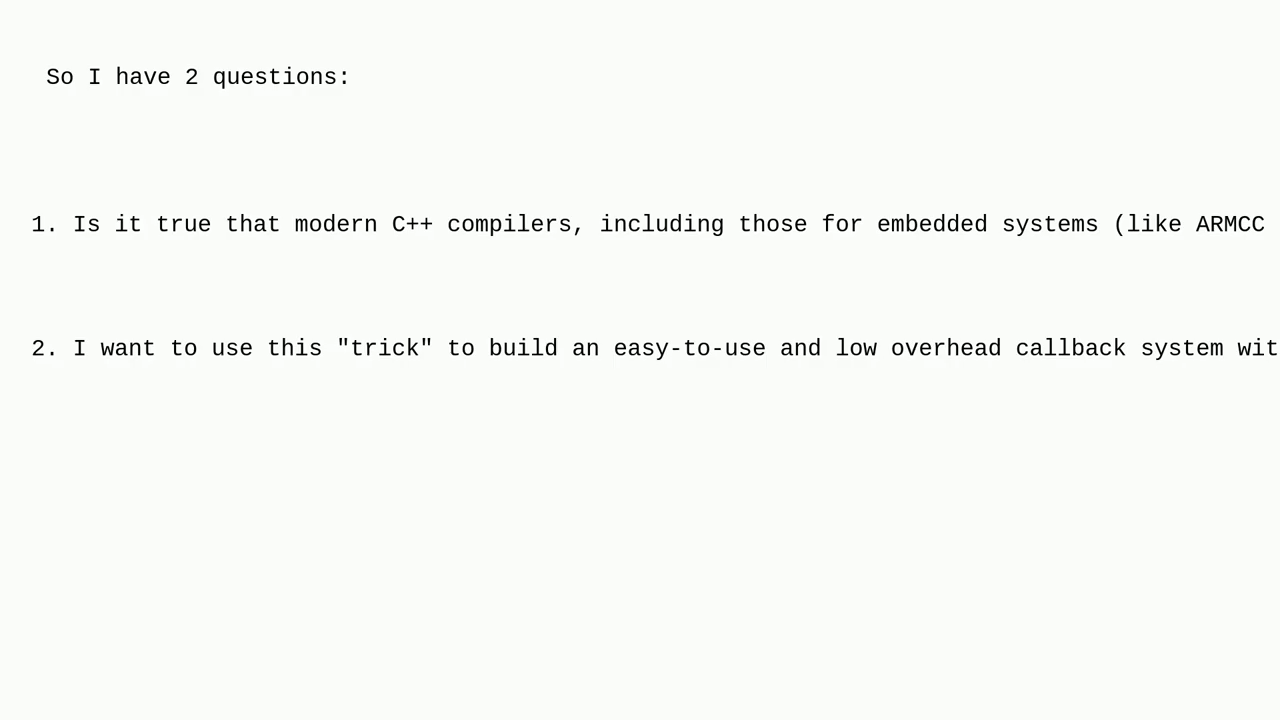 So I have 2 questions:
1. Is it true that modern C++ compilers, including those for embedded systems (like ARMCC
2. I want to use this "trick" to build an easy-to-use and low overhead callback system